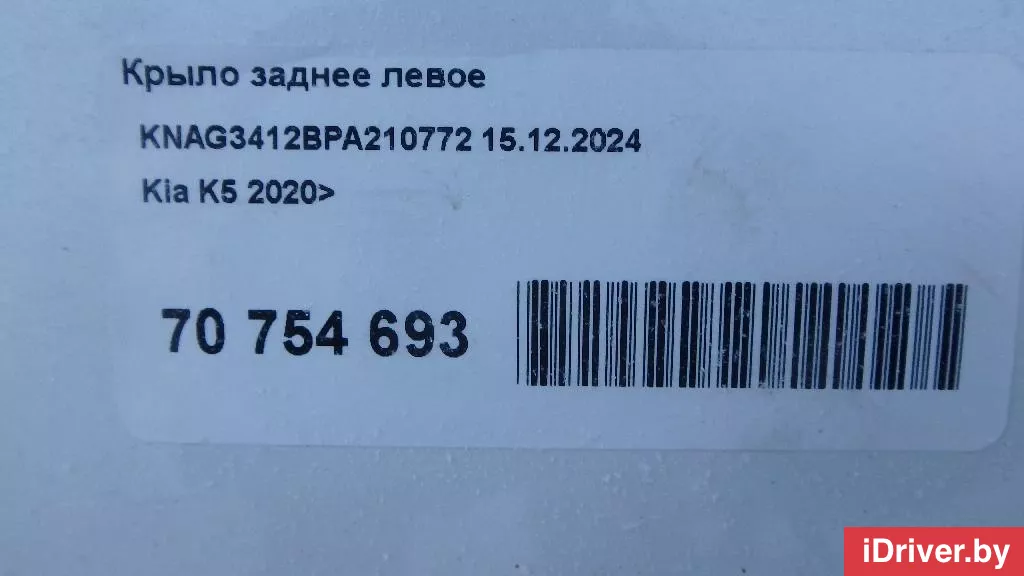 Крыло заднее левое
KNAG3412BPA210772 15.12.2024
Kia K5 2020>
70 754 693
iDriver.by